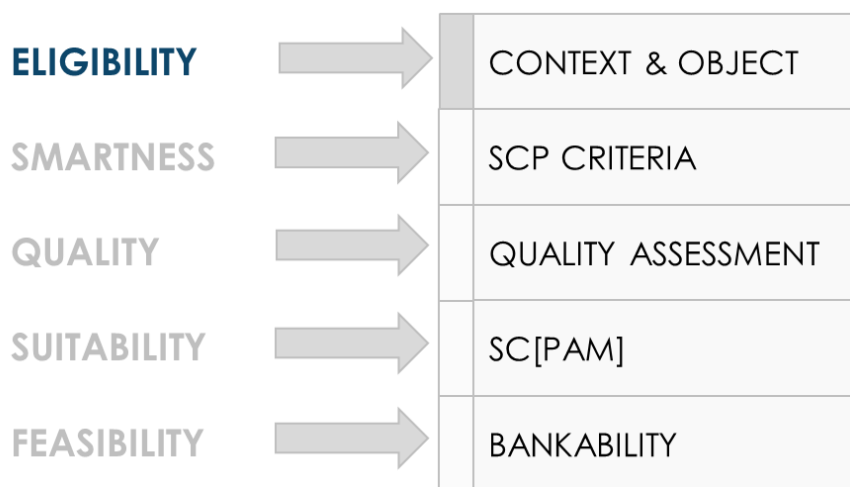 ELIGIBILITY CONTEXT & OBJECT
SMARTNESS SCP CRITERIA
QUALITY QUALITY ASSESSMENT
SUITABILITY SC[PAM]
FEASIBILITY BANKABILITY